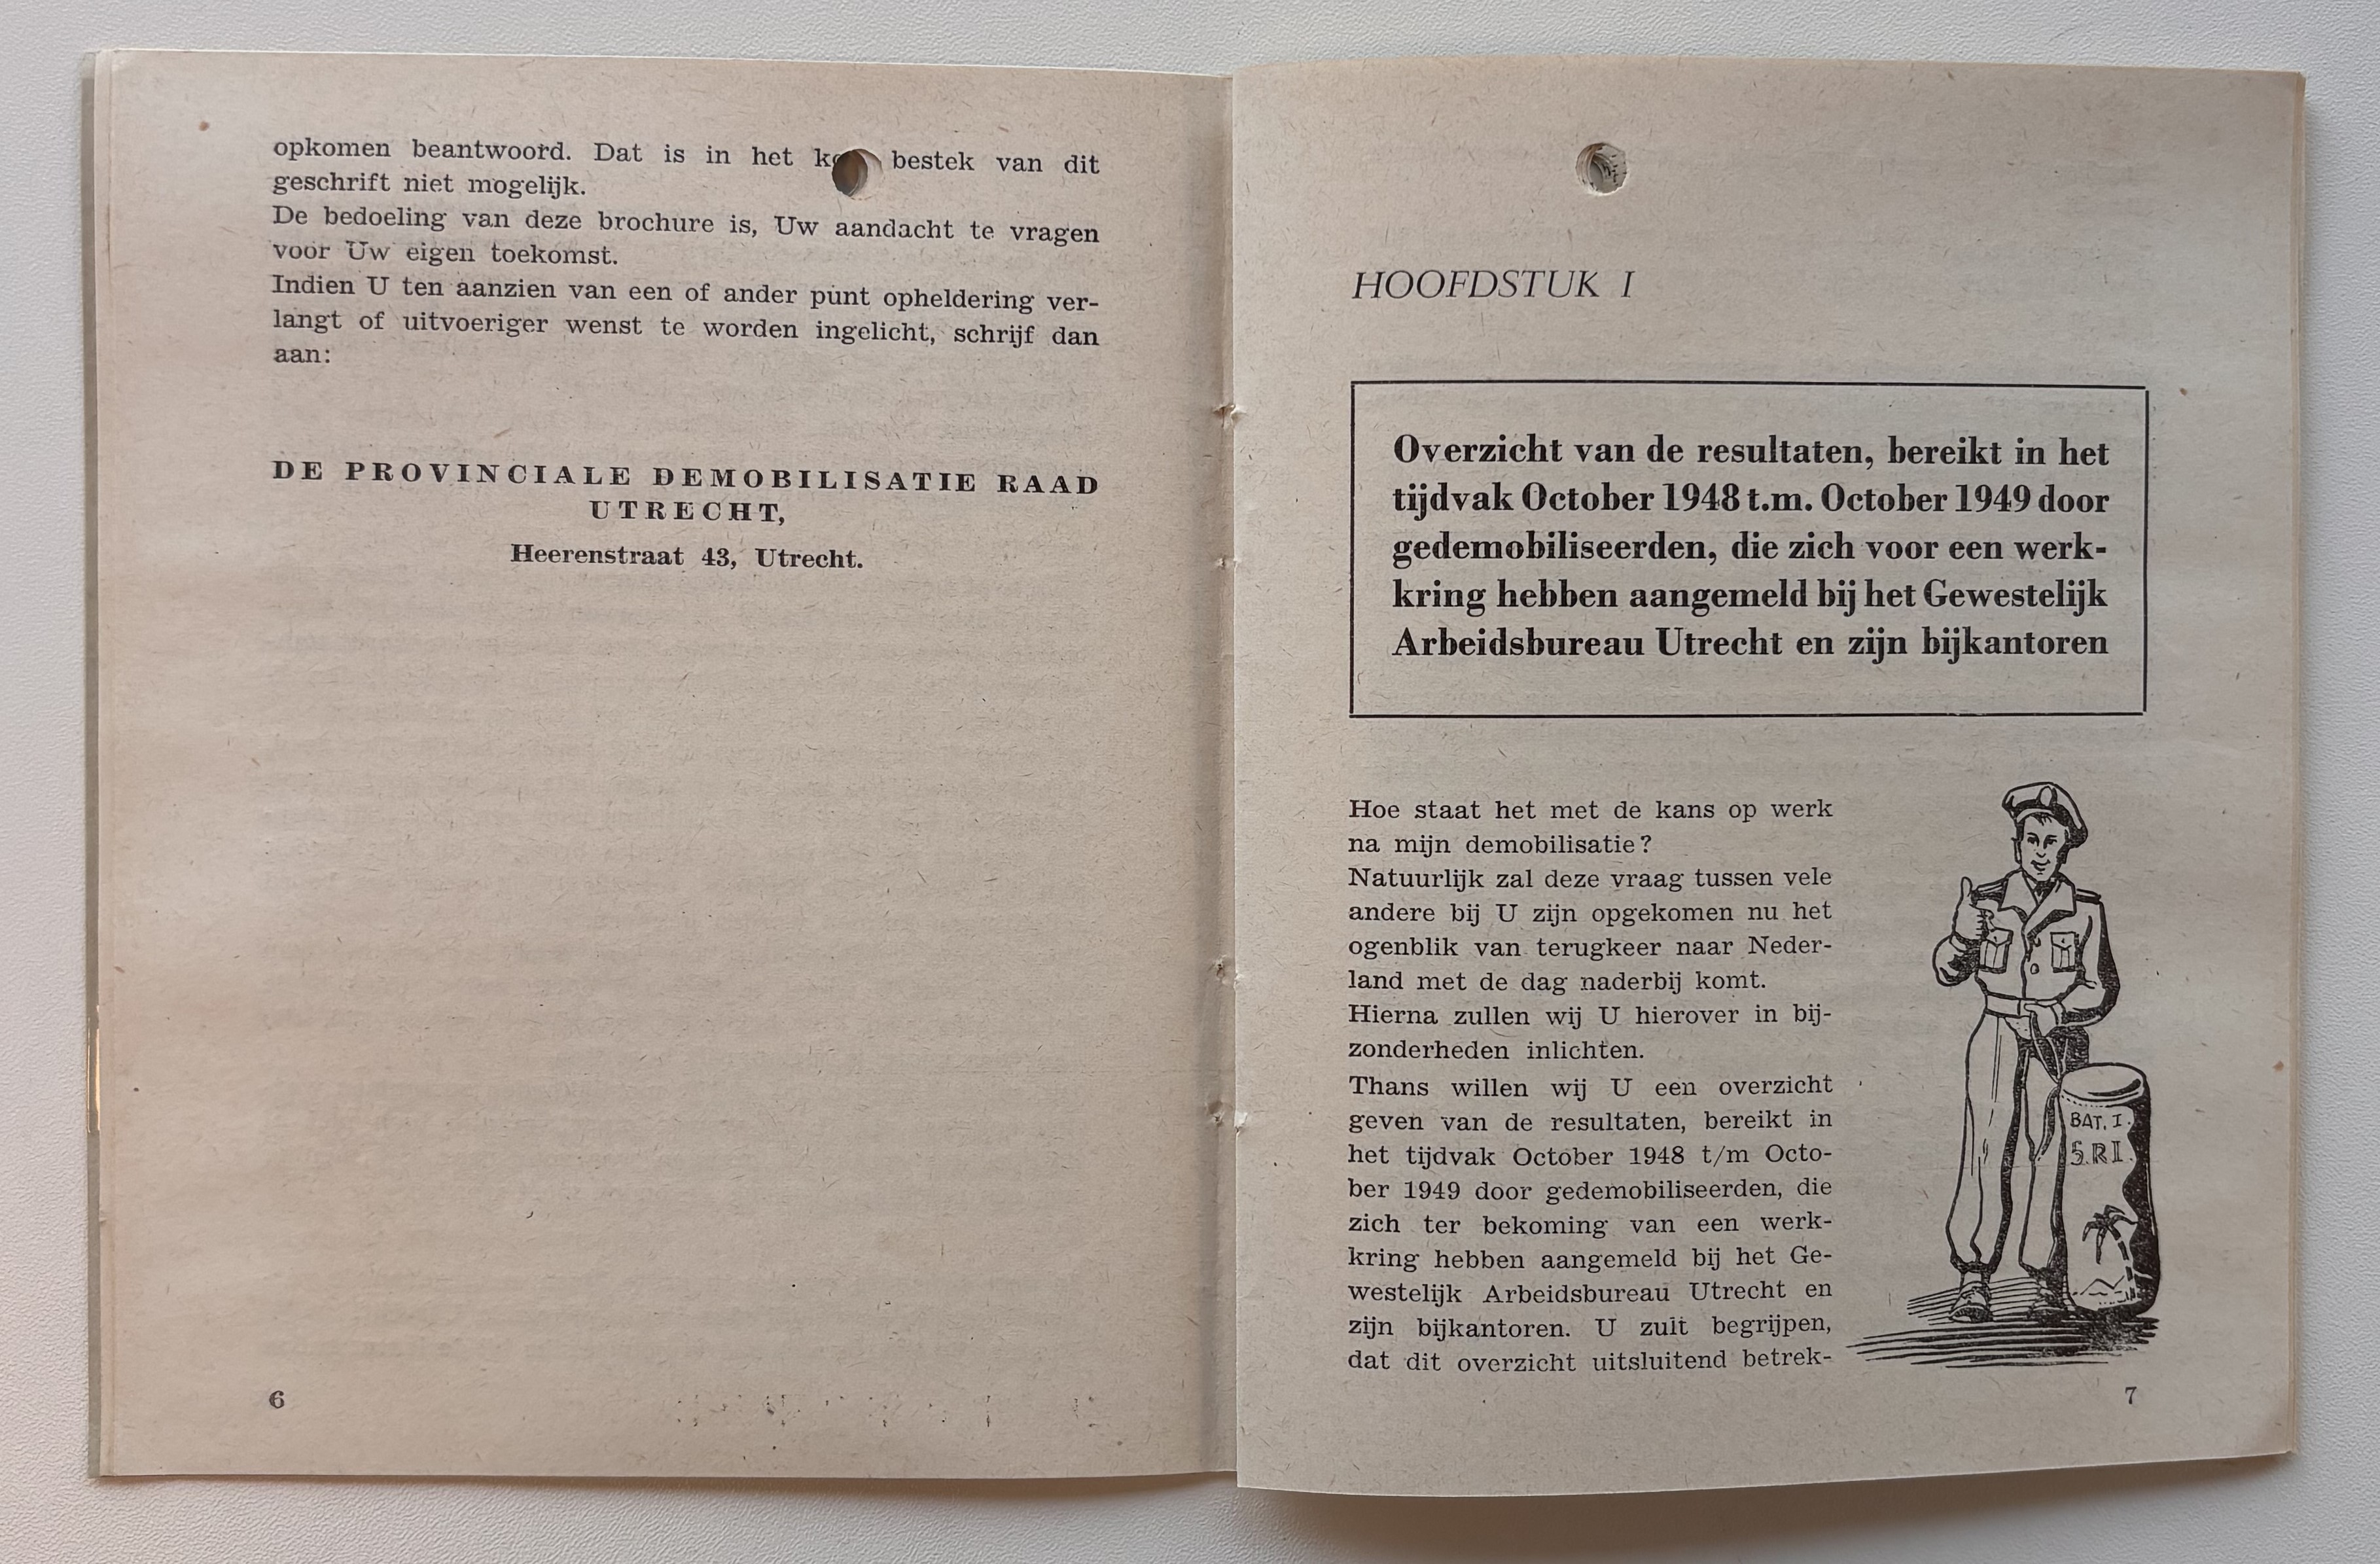 opkomen beantwoord. Dat is in het bestek van dit
geschrift niet mogelijk.
De bedoeling van deze brochure is, Uw aandacht te vragen
voor Uw eigen toekomst.
Indien U ten aanzien van een of ander punt opheldering ver-
langt of uitvoeriger wenst te worden ingelicht, schrijf dan
aan:
DE PROVINCIALE DEMOBILISATIE RAAD
UTRECHT,
Heerenstraat 43, Utrecht.
6
HOOFDSTUK I
Overzicht van de resultaten, bereikt in het
tijdvak October 1948 t.m. October 1949 door
gedemobiliseerden, die zich voor een werk-
kring hebben aangemeld bij het Gewestelijk
Arbeidsbureau Utrecht en zijn bijkantoren
Hoe staat het met de kans op werk
na mijn demobilisatie?
Natuurlijk zal deze vraag tussen vele
andere bij U zijn opgekomen nu het
ogenblik van terugkeer naar Neder-
land met de dag naderbij komt.
Hierna zullen wij U hierover in bij-
zonderheden inlichten.
Thans willen wij U een overzicht
geven van de resultaten, bereikt in
het tijdvak October 1948 t/m Octo-
ber 1949 door gedemobiliseerden, die
zich ter bekoming van een werk-
kring hebben aangemeld bij het Ge-
westelijk Arbeidsbureau Utrecht en
zijn bijkantoren. U zult begrijpen,
dat dit overzicht uitsluitend betrek-
BAT. I.
5.R.I.
7